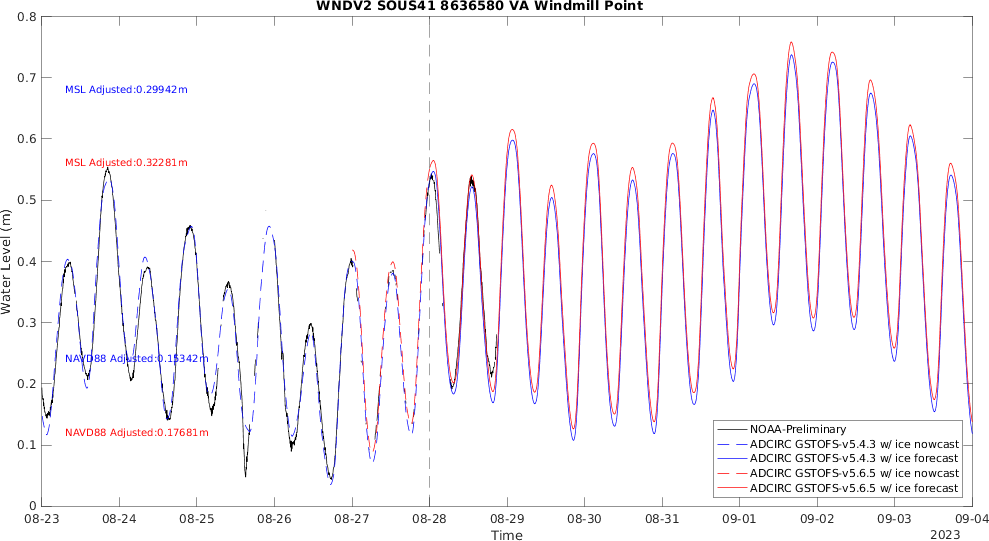 WNDV2 SOUS41 8636580 VA Windmill Point
0.8
0.7
0.6
0.5
0.4
0.3
0.2
0.1
0
Water Level (m)
MSL Adjusted:0.29942m
MSL Adjusted:0.32281m
NAVD88 Adjusted:0.15342m
NAVD88 Adjusted:0.17681m
NOAA-Preliminary
ADCIRC GSTOFS-v5.4.3 w/ ice nowcast
ADCIRC GSTOFS-v5.4.3 w/ ice forecast
ADCIRC GSTOFS-v5.6.5 w/ ice nowcast
ADCIRC GSTOFS-v5.6.5 w/ ice forecast
08-23 08-24 08-25 08-26 08-27 08-28 08-29 08-30 08-31 09-01 09-02 09-03 09-04
Time
2023